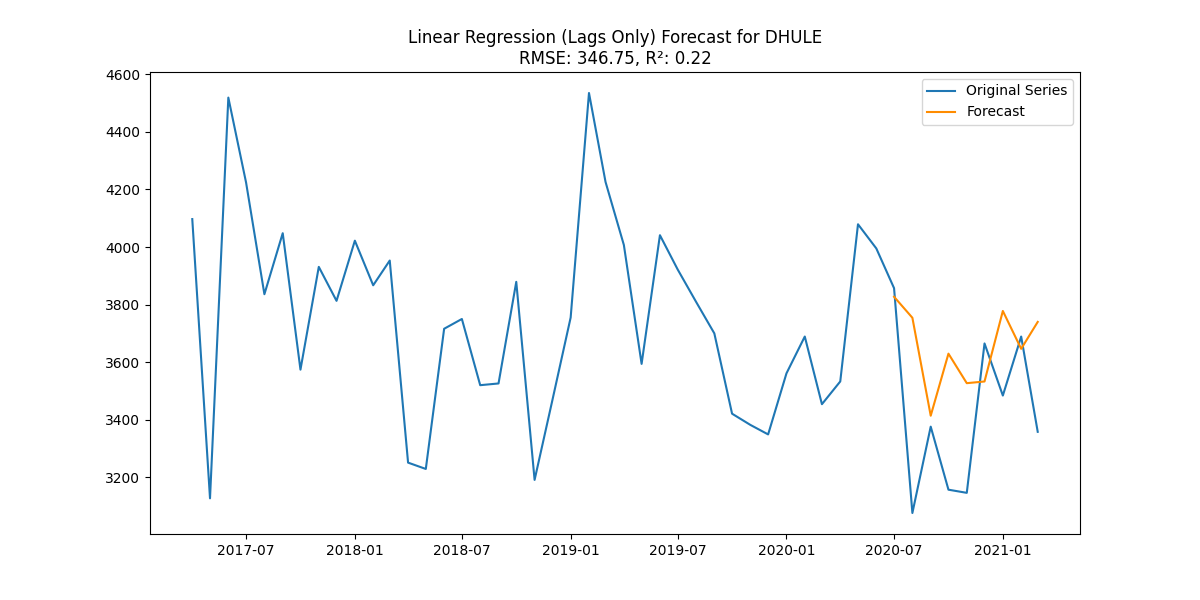 Linear Regression (Lags Only) Forecast for DHULE
RMSE: 346.75, R²: 0.22
Original Series
Forecast
4600
4400
4200
4000
3800
3600
3400
3200
2017-07 2018-01 2018-07 2019-01 2019-07 2020-01 2020-07 2021-01